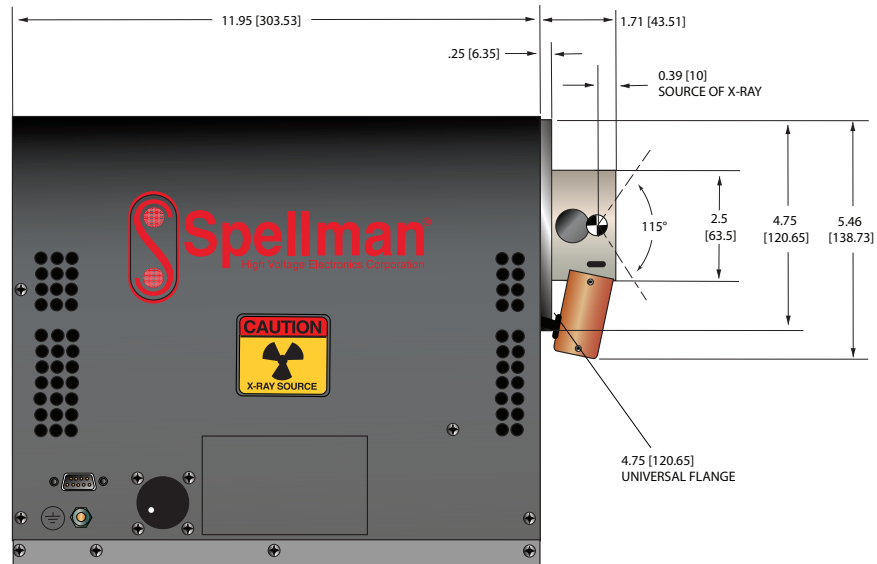 11.95 [303.53]
1.71 [43.51]
.25 [6.35]
0.39 [10]
SOURCE OF X-RAY
Spellman™
High Voltage Electronics Corporation
115°
2.5
[63.5]
4.75
[120.65]
5.46
[138.73]
CAUTION
X-RAY SOURCE
4.75 [120.65]
UNIVERSAL FLANGE